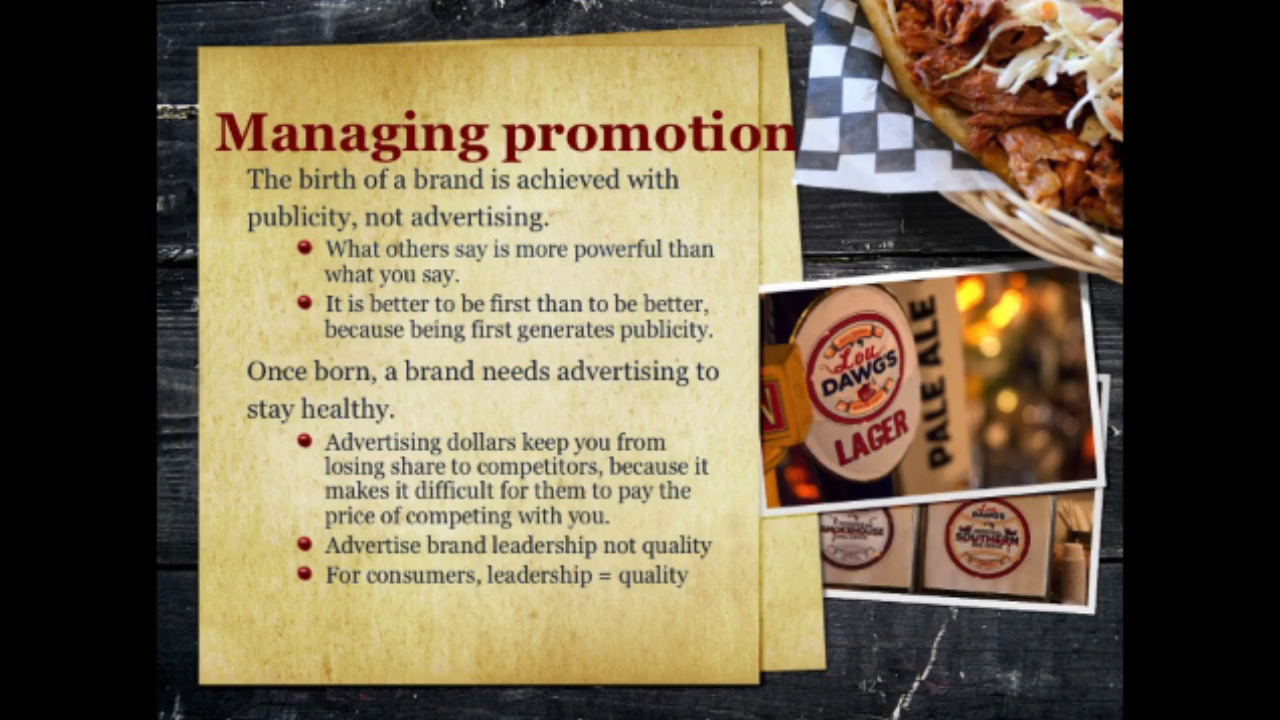 Managing promotion
The birth of a brand is achieved with
publicity, not advertising.
What others say is more powerful than
what you say.
It is better to be first than to be better,
because being first generates publicity.
Once born, a brand needs advertising to
stay healthy.
Advertising dollars keep you from
losing share to competitors, because it
makes it difficult for them to pay the
price of competing with you.
Advertise brand leadership not quality
For consumers, leadership = quality
Lou
DAWG'S
LAGER
PALE ALE
Lou
DAWGS
SOUTHERN